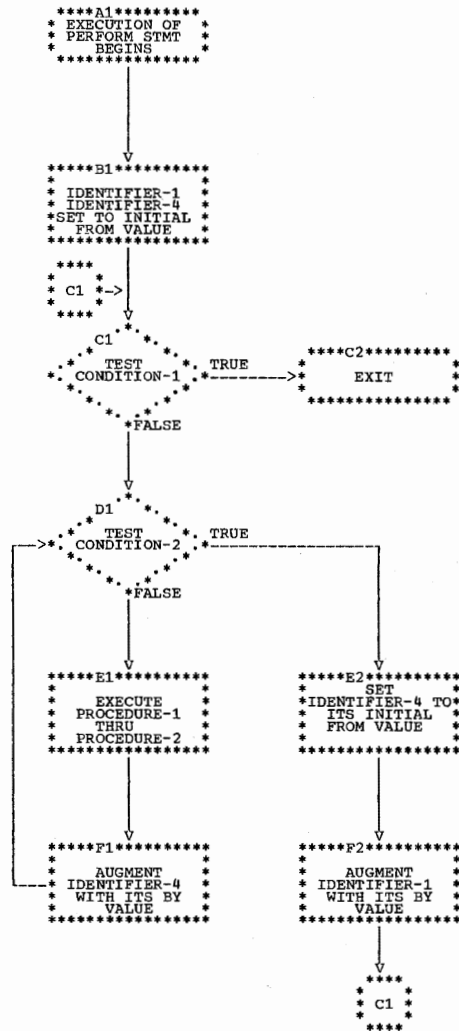 A1
EXECUTION OF
PERFORM STMT
BEGINS
B1
IDENTIFIER-1
IDENTIFIER-4
SET TO INITIAL
FROM VALUE
C1
C1
TEST
CONDITION-1
TRUE
FALSE
C2
EXIT
D1
TEST
CONDITION-2
TRUE
FALSE
E1
EXECUTE
PROCEDURE-1
THRU
PROCEDURE-2
E2
SET
IDENTIFIER-4 TO
ITS INITIAL
FROM VALUE
F1
AUGMENT
IDENTIFIER-4
WITH ITS BY
VALUE
F2
AUGMENT
IDENTIFIER-1
WITH ITS BY
VALUE
C1